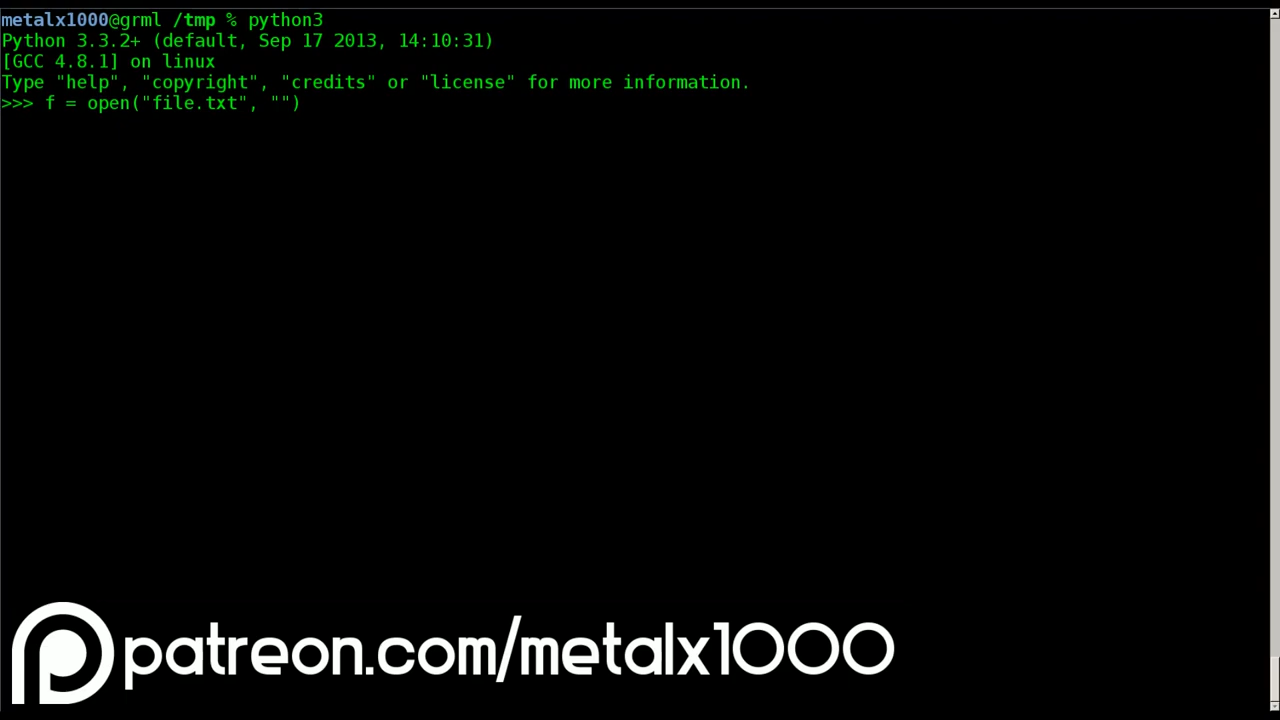 metalx1000@grml /tmp % python3
Python 3.3.2+ (default, Sep 17 2013, 14:10:31)
[GCC 4.8.1] on linux
Type "help", "copyright", "credits" or "license" for more information.
>>> f = open("file.txt", "")
patreon.com/metalx1000